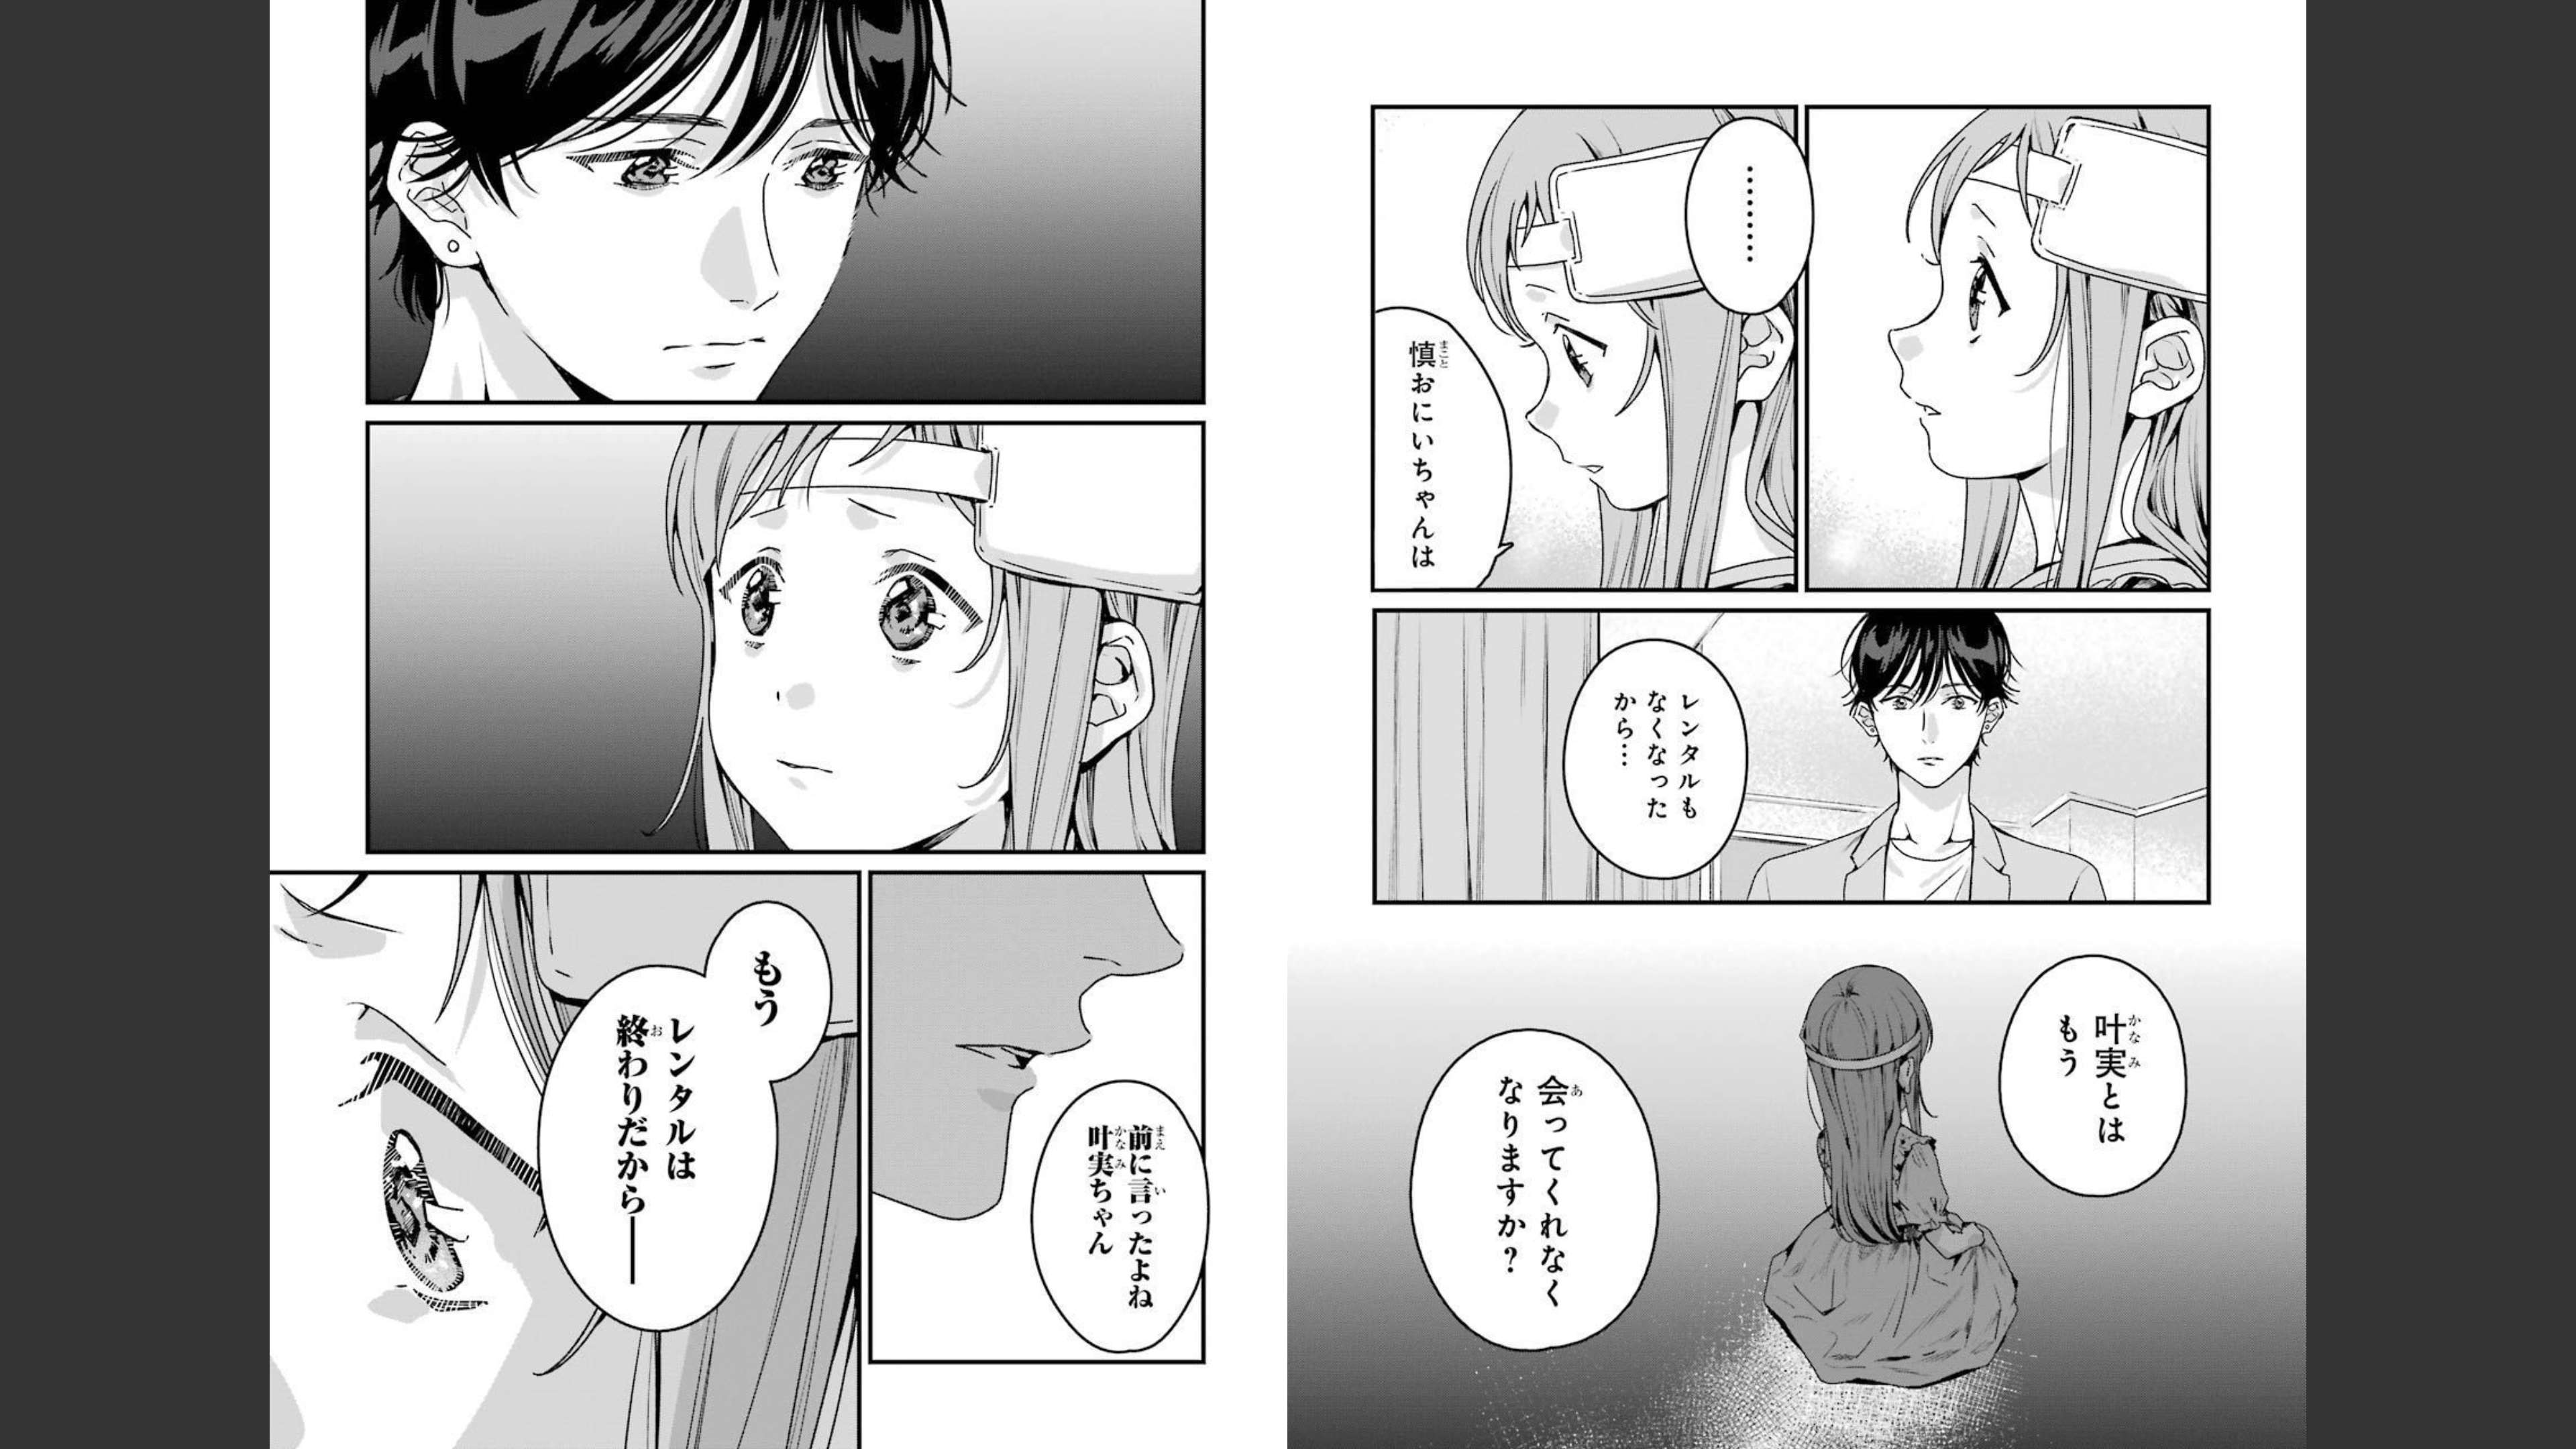 ………
慎おにいちゃんは
レンタルも
なくなった
から…
叶実とは
もう
会ってくれなく
なりますか？
前に言ったよね
叶実ちゃん
もう
レンタルは
終わりだから――